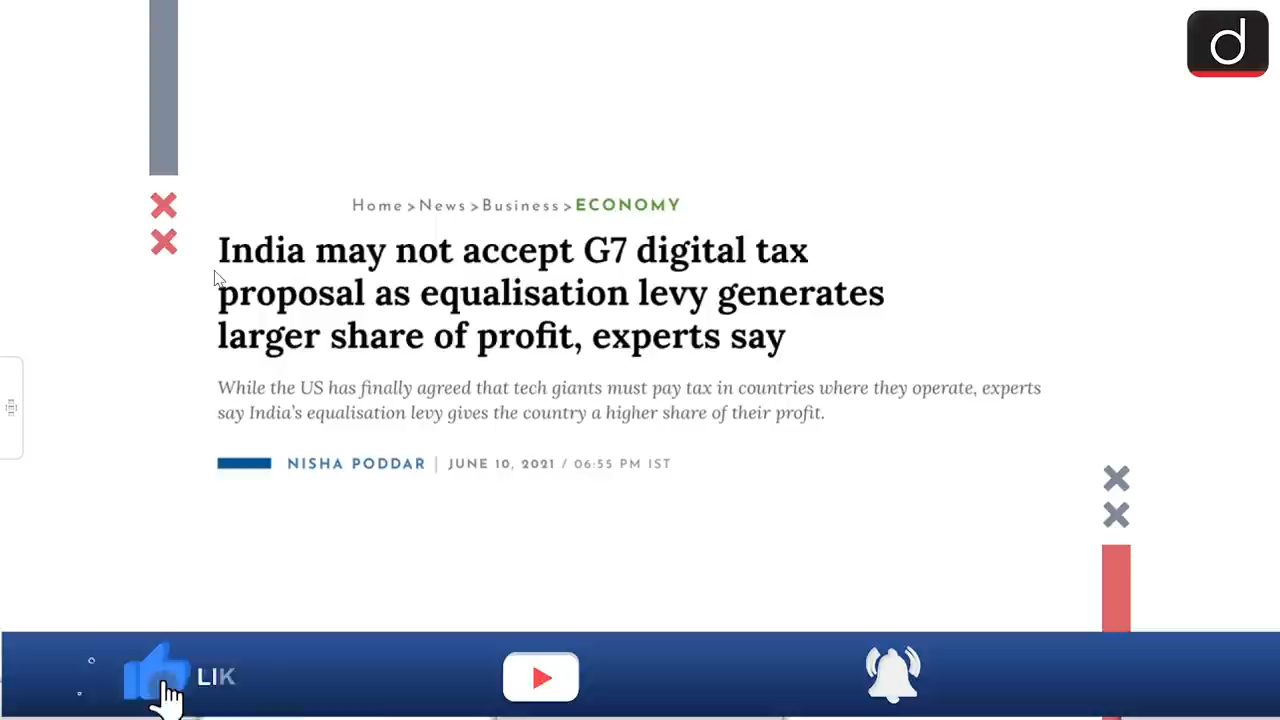 d
Home > News > Business > ECONOMY
India may not accept G7 digital tax
proposal as equalisation levy generates
larger share of profit, experts say
While the US has finally agreed that tech giants must pay tax in countries where they operate, experts
say India's equalisation levy gives the country a higher share of their profit.
NISHA PODDAR | JUNE 10, 2021 / 06:55 PM IST
LIK